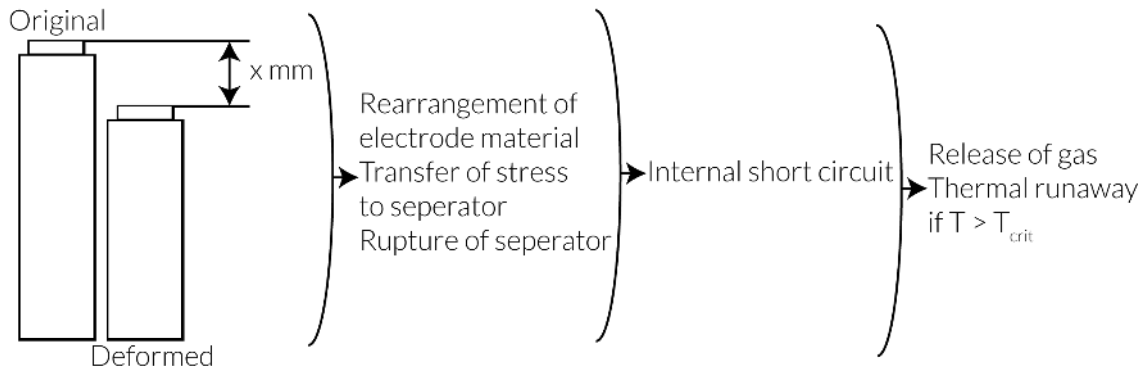 Original
x mm
Deformed
Rearrangement of
electrode material
Transfer of stress
to seperator
Rupture of seperator
Internal short circuit
Release of gas
Thermal runaway
if T > Tcrit